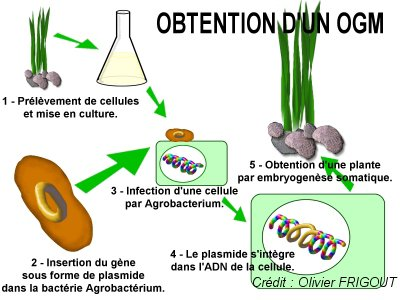 OBTENTION D'UN OGM
1 - Prélèvement de cellules
et mise en culture.
2 - Insertion du gène
sous forme de plasmide
dans la bactérie Agrobactérium.
3 - Infection d'une cellule
par Agrobacterium.
4 - Le plasmide s'intègre
dans l'ADN de la cellule.
5 - Obtention d'une plante
par embryogenèse somatique.
Crédit : Olivier FRIGOUT